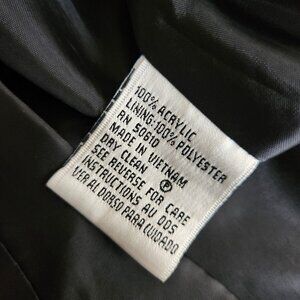 100% ACRYLIC
LINING:100% POLYESTER
RN 50610
MADE IN VIETNAM
DRY CLEAN Ⓟ
SEE REVERSE FOR CARE
INSTRUCTIONS AU DOS
VER AL DORSO PARA CUIDADO